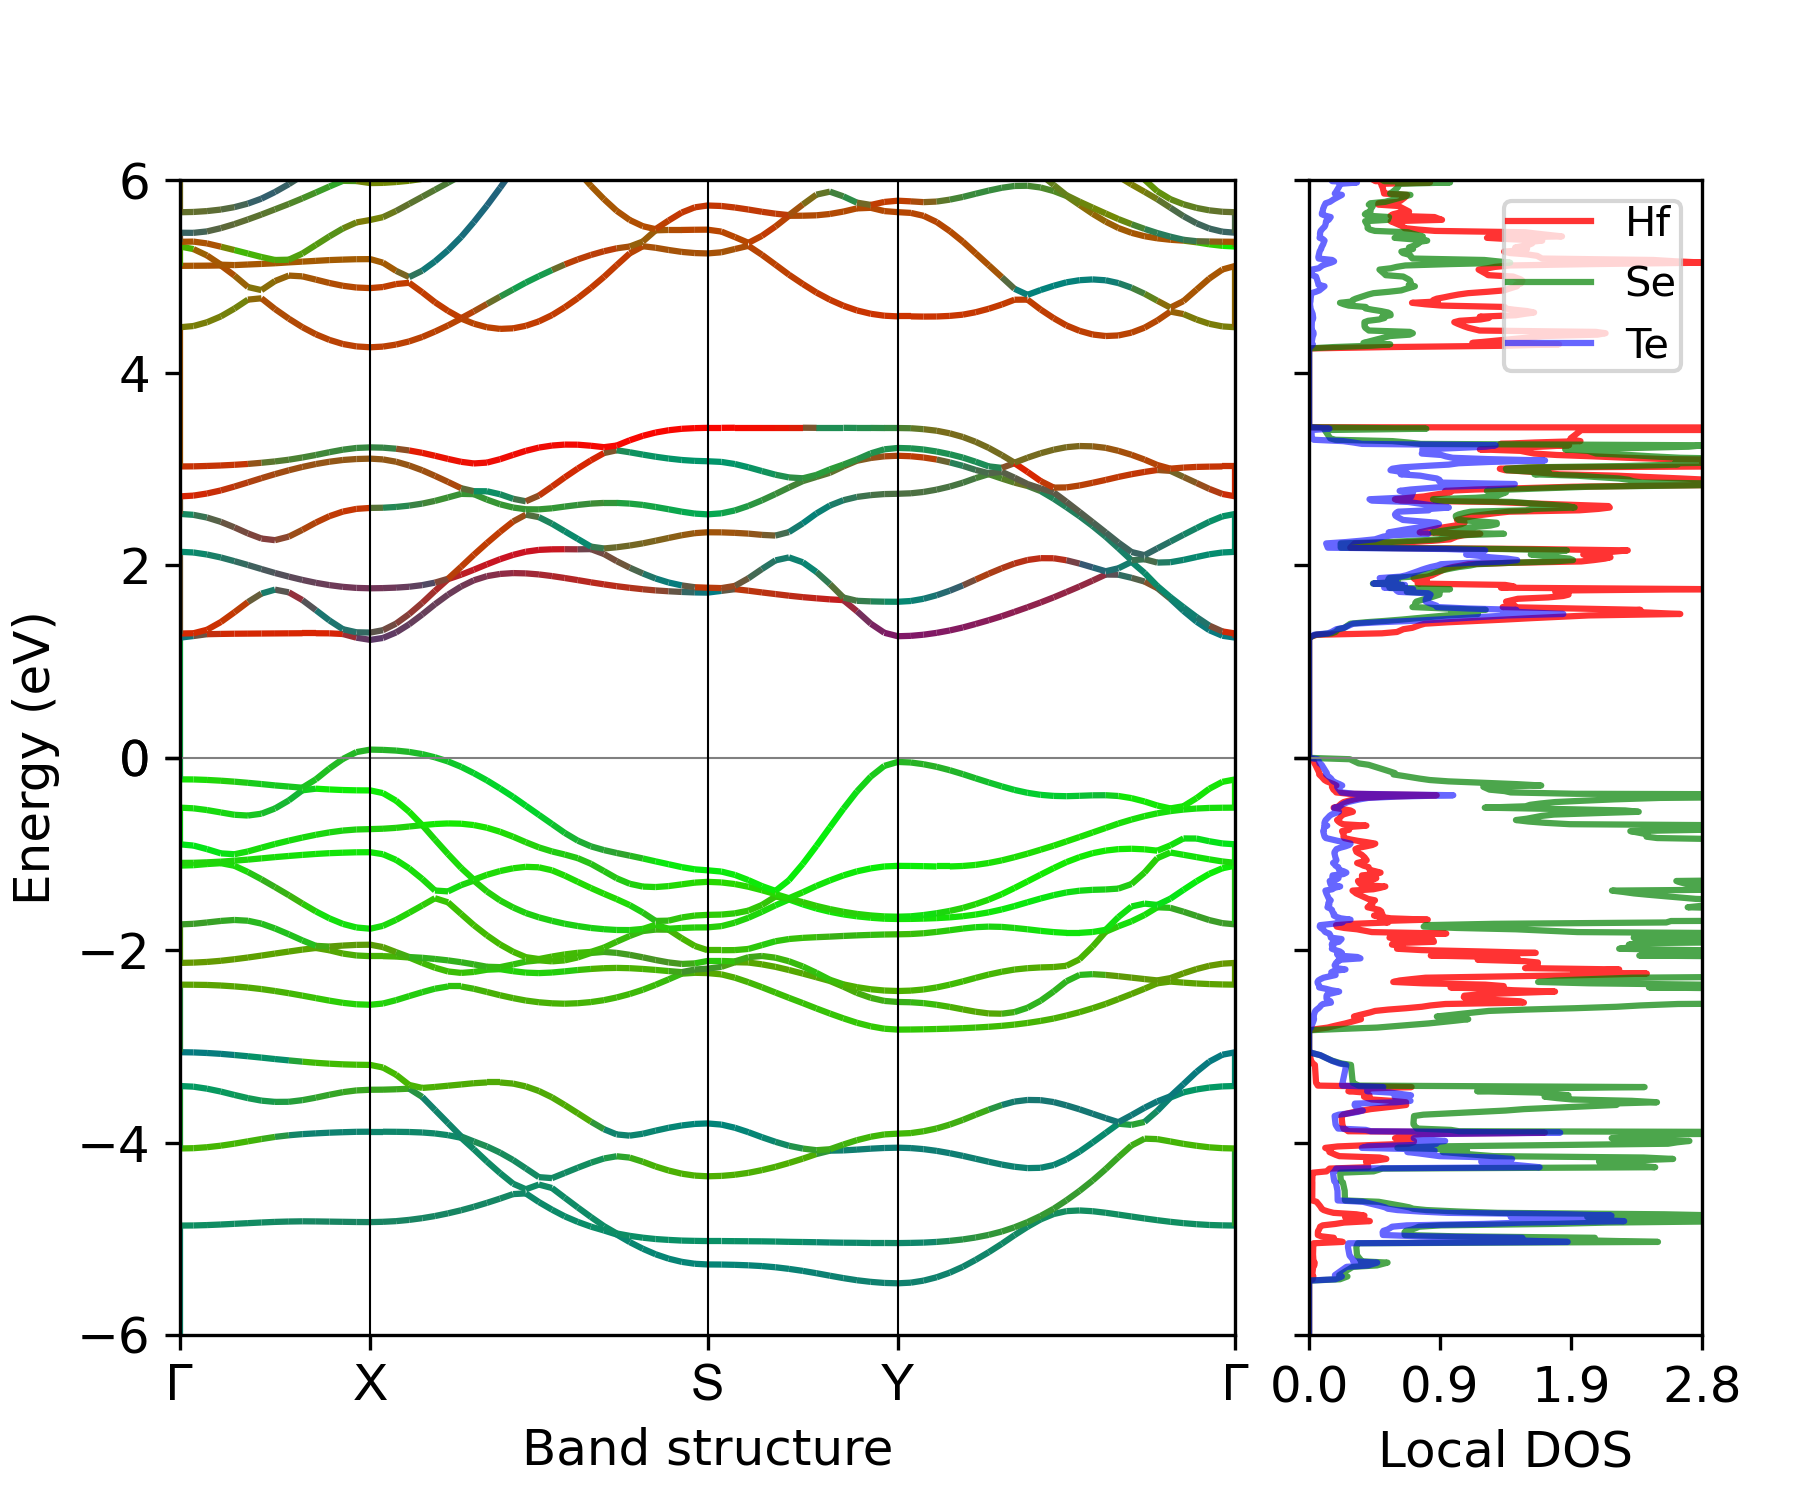 6
4
2
0
−2
−4
−6
Energy (eV)
Γ X S Y Γ
Band structure
Hf
Se
Te
0.0 0.9 1.9 2.8
Local DOS